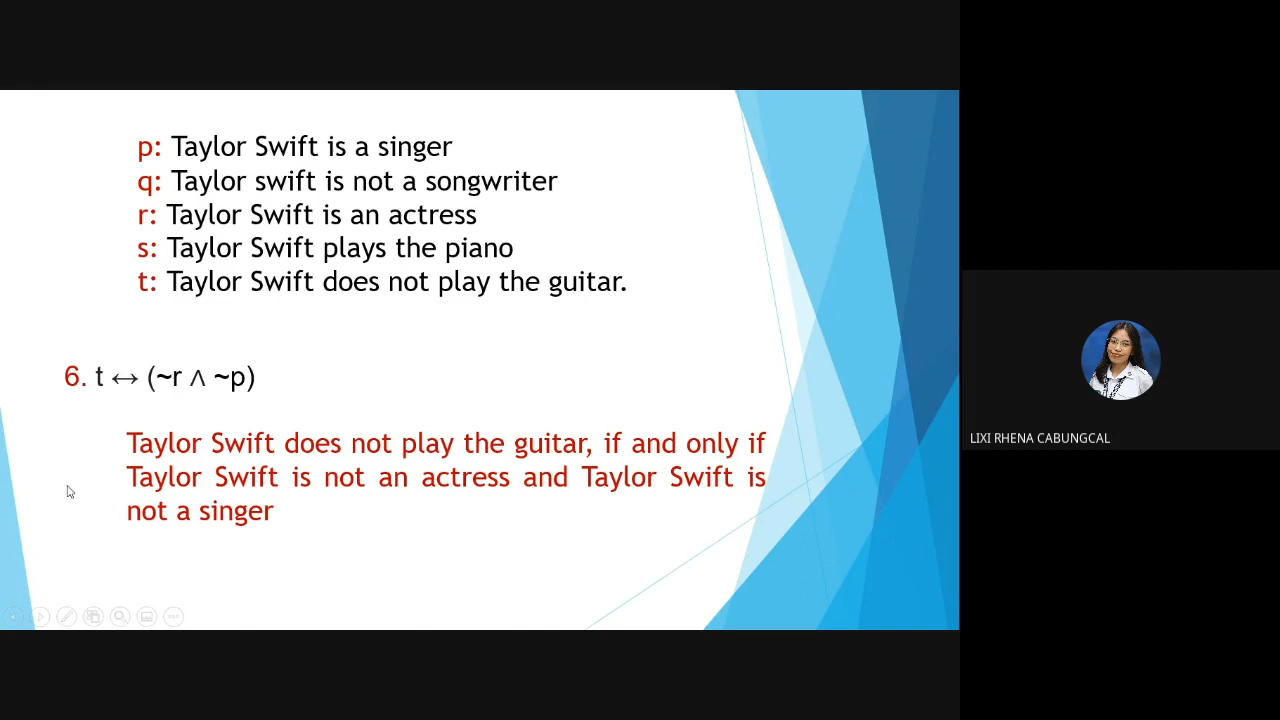 p: Taylor Swift is a singer
q: Taylor swift is not a songwriter
r: Taylor Swift is an actress
s: Taylor Swift plays the piano
t: Taylor Swift does not play the guitar.
6. t ↔ (~r ∧ ~p)
Taylor Swift does not play the guitar, if and only if
Taylor Swift is not an actress and Taylor Swift is
not a singer
LIXI RHENA CABUNGCAL